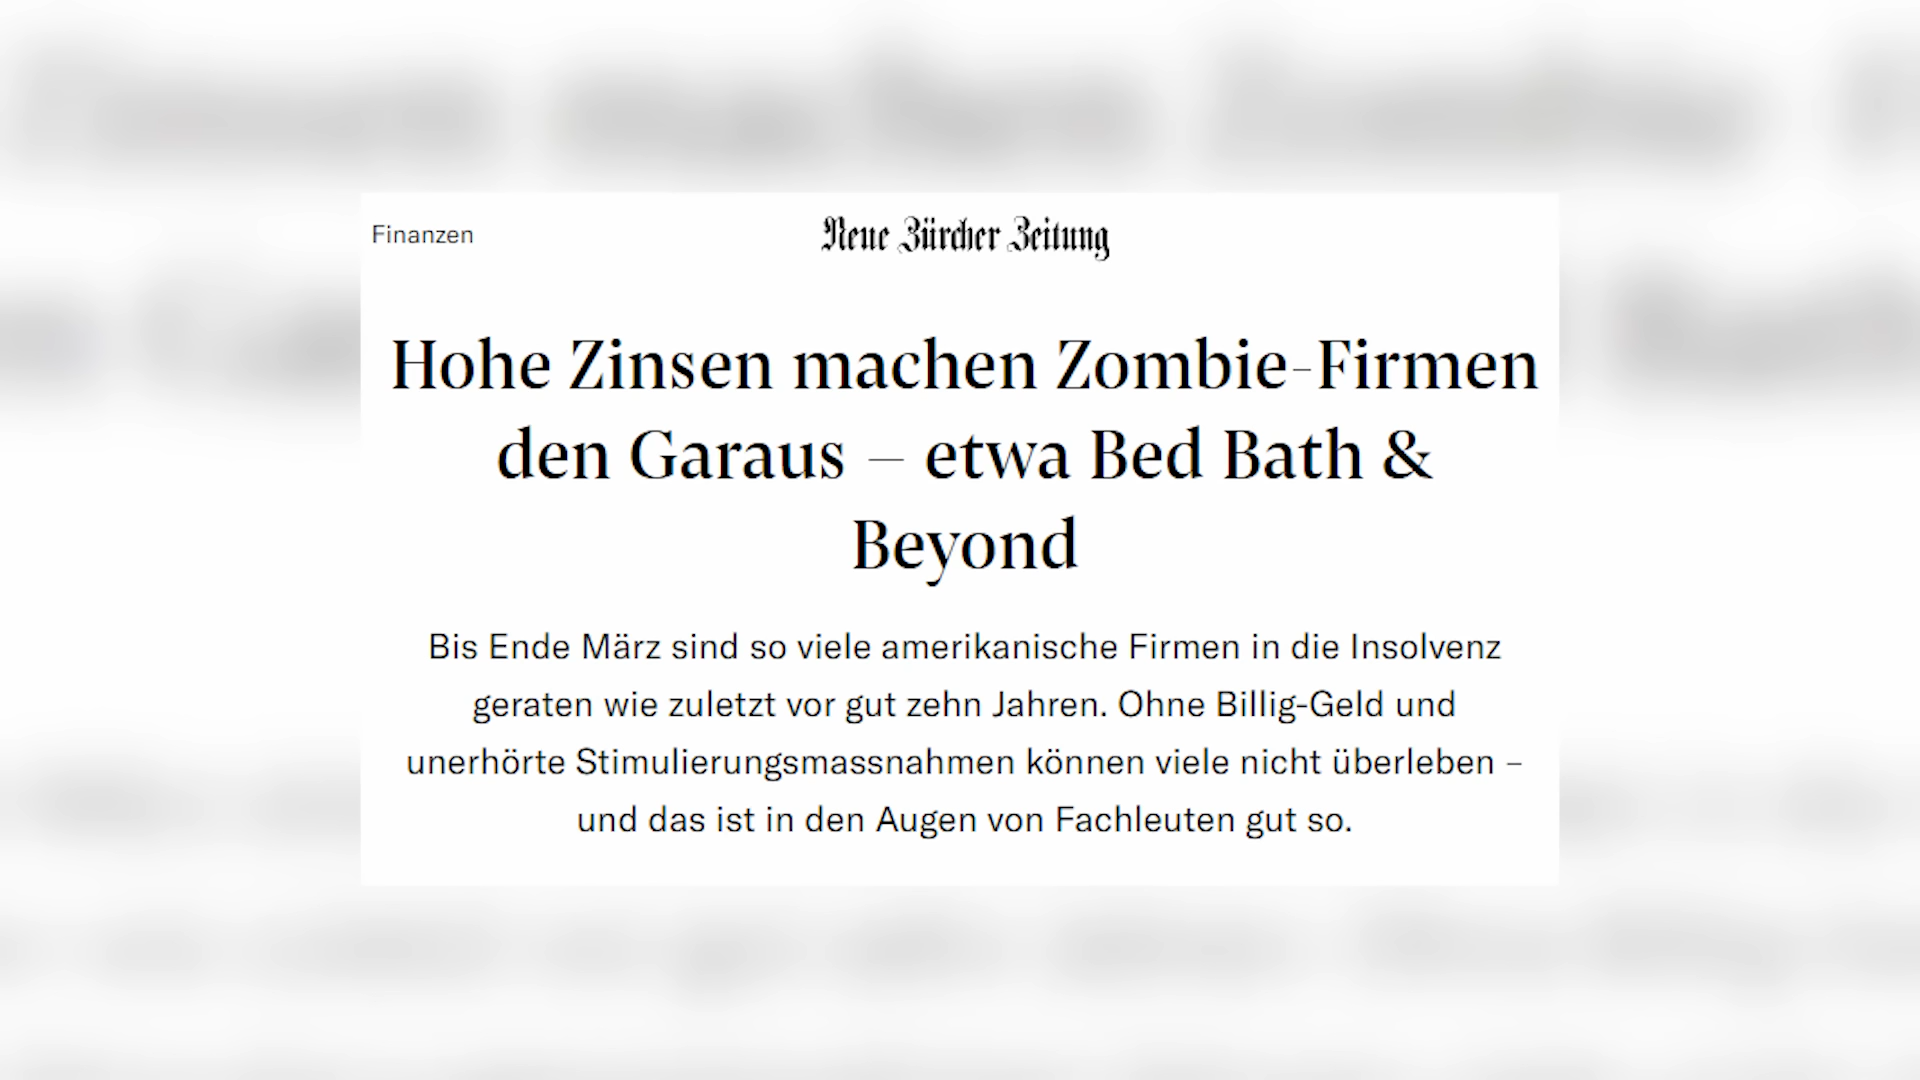 Finanzen
Neue Zürcher Zeitung
Hohe Zinsen machen Zombie-Firmen
den Garaus – etwa Bed Bath &
Beyond
Bis Ende März sind so viele amerikanische Firmen in die Insolvenz
geraten wie zuletzt vor gut zehn Jahren. Ohne Billig-Geld und
unerhörte Stimulierungsmassnahmen können viele nicht überleben –
und das ist in den Augen von Fachleuten gut so.